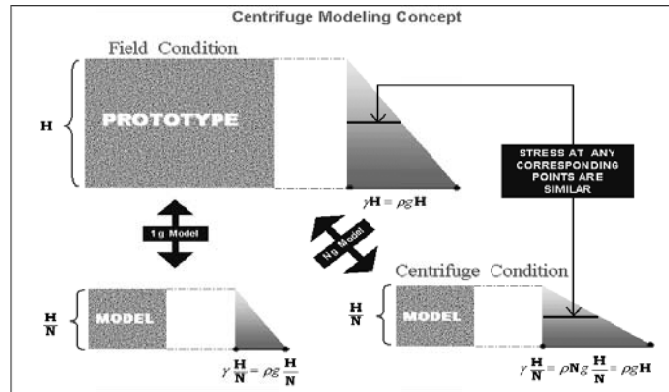 Centrifuge Modeling Concept
Field Condition
H
PROTOTYPE
γH = ρgH
STRESS AT ANY
CORRESPONDING
POINTS ARE
SIMILAR
1g Model
Ng Model
Centrifuge Condition
H/N
MODEL
γ H/N = ρg H/N
H/N
MODEL
γ H/N = ρNg H/N = ρgH